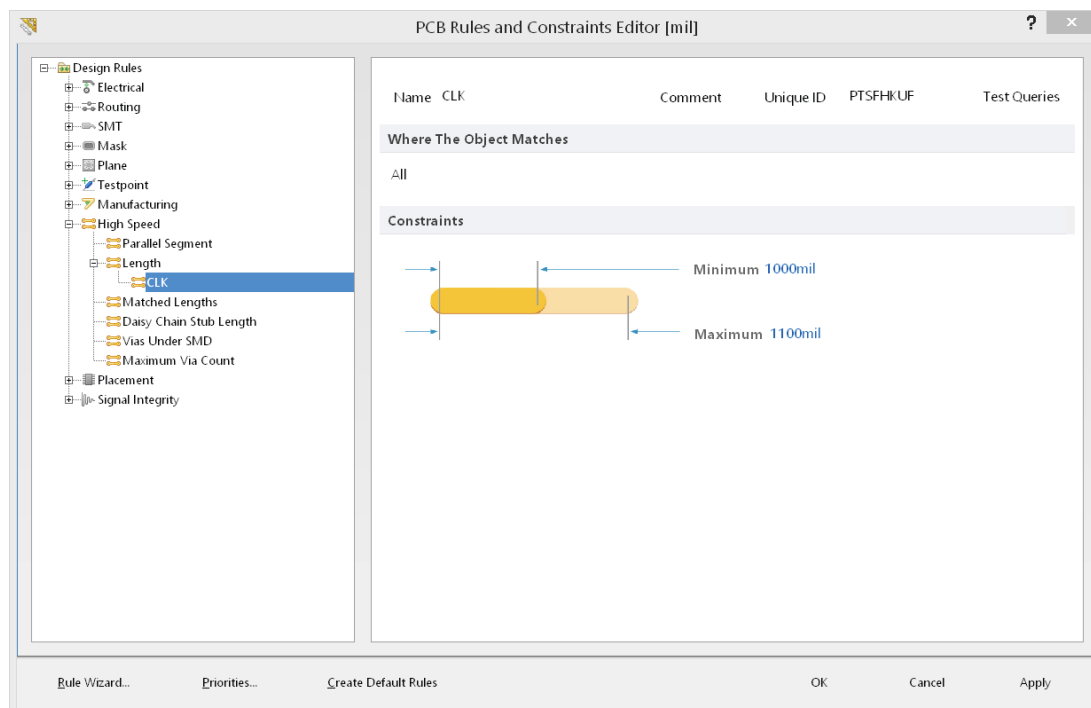 PCB Rules and Constraints Editor [mil]
? x
Design Rules
Electrical
Routing
SMT
Mask
Plane
Testpoint
Manufacturing
High Speed
Parallel Segment
Length
CLK
Matched Lengths
Daisy Chain Stub Length
Vias Under SMD
Maximum Via Count
Placement
Signal Integrity
Name CLK Comment Unique ID PTSFHKUF Test Queries
Where The Object Matches
All
Constraints
Minimum 1000mil
Maximum 1100mil
Rule Wizard... Priorities... Create Default Rules OK Cancel Apply